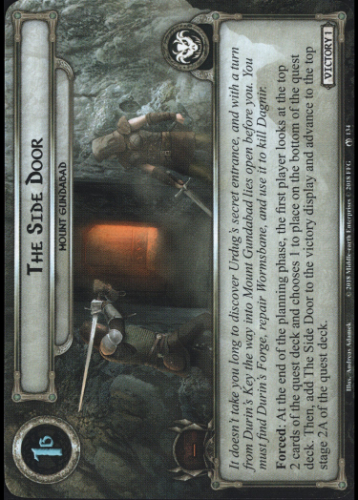 1B
THE SIDE DOOR
MOUNT GUNDABAD
It doesn't take you long to discover Urdug's secret entrance, and with a turn
from Durin's Key the way into Mount Gundabad lies open before you. You
must find Durin's Forge, repair Wormsbane, and use it to kill Dagnir.
Forced: At the end of the planning phase, the first player looks at the top
2 cards of the quest deck and chooses 1 to place on the bottom of the quest
deck. Then, add The Side Door to the victory display and advance to the top
stage 2A of the quest deck.
VICTORY 1
Illus. Andreas Adamek © 2018 Middle-earth Enterprises © 2018 FFG 134